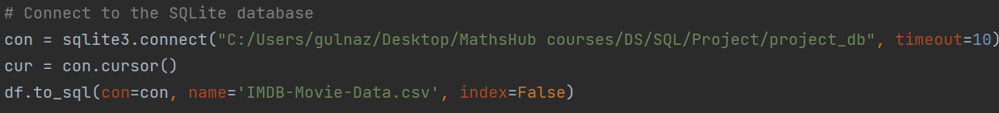 # Connect to the SQLite database
con = sqlite3.connect("C:/Users/gulnaz/Desktop/MathsHub courses/DS/SQL/Project/project_db", timeout=10)
cur = con.cursor()
df.to_sql(con=con, name='IMDB-Movie-Data.csv', index=False)